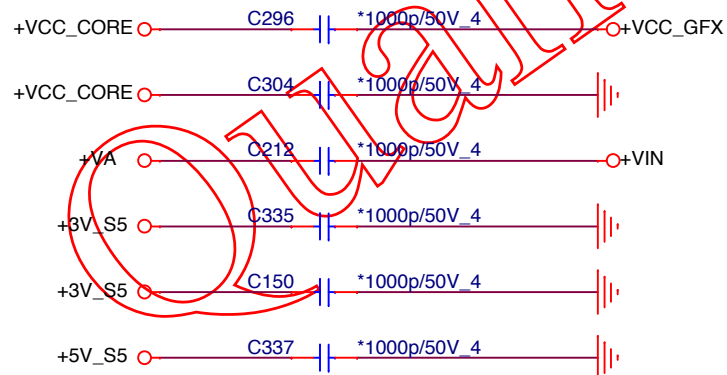 +VCC_CORE C296 *1000p/50V_4 +VCC_GFX
+VCC_CORE C304 *1000p/50V_4
+VA C212 *1000p/50V_4 +VIN
+3V_S5 C335 *1000p/50V_4
+3V_S5 C150 *1000p/50V_4
+5V_S5 C337 *1000p/50V_4